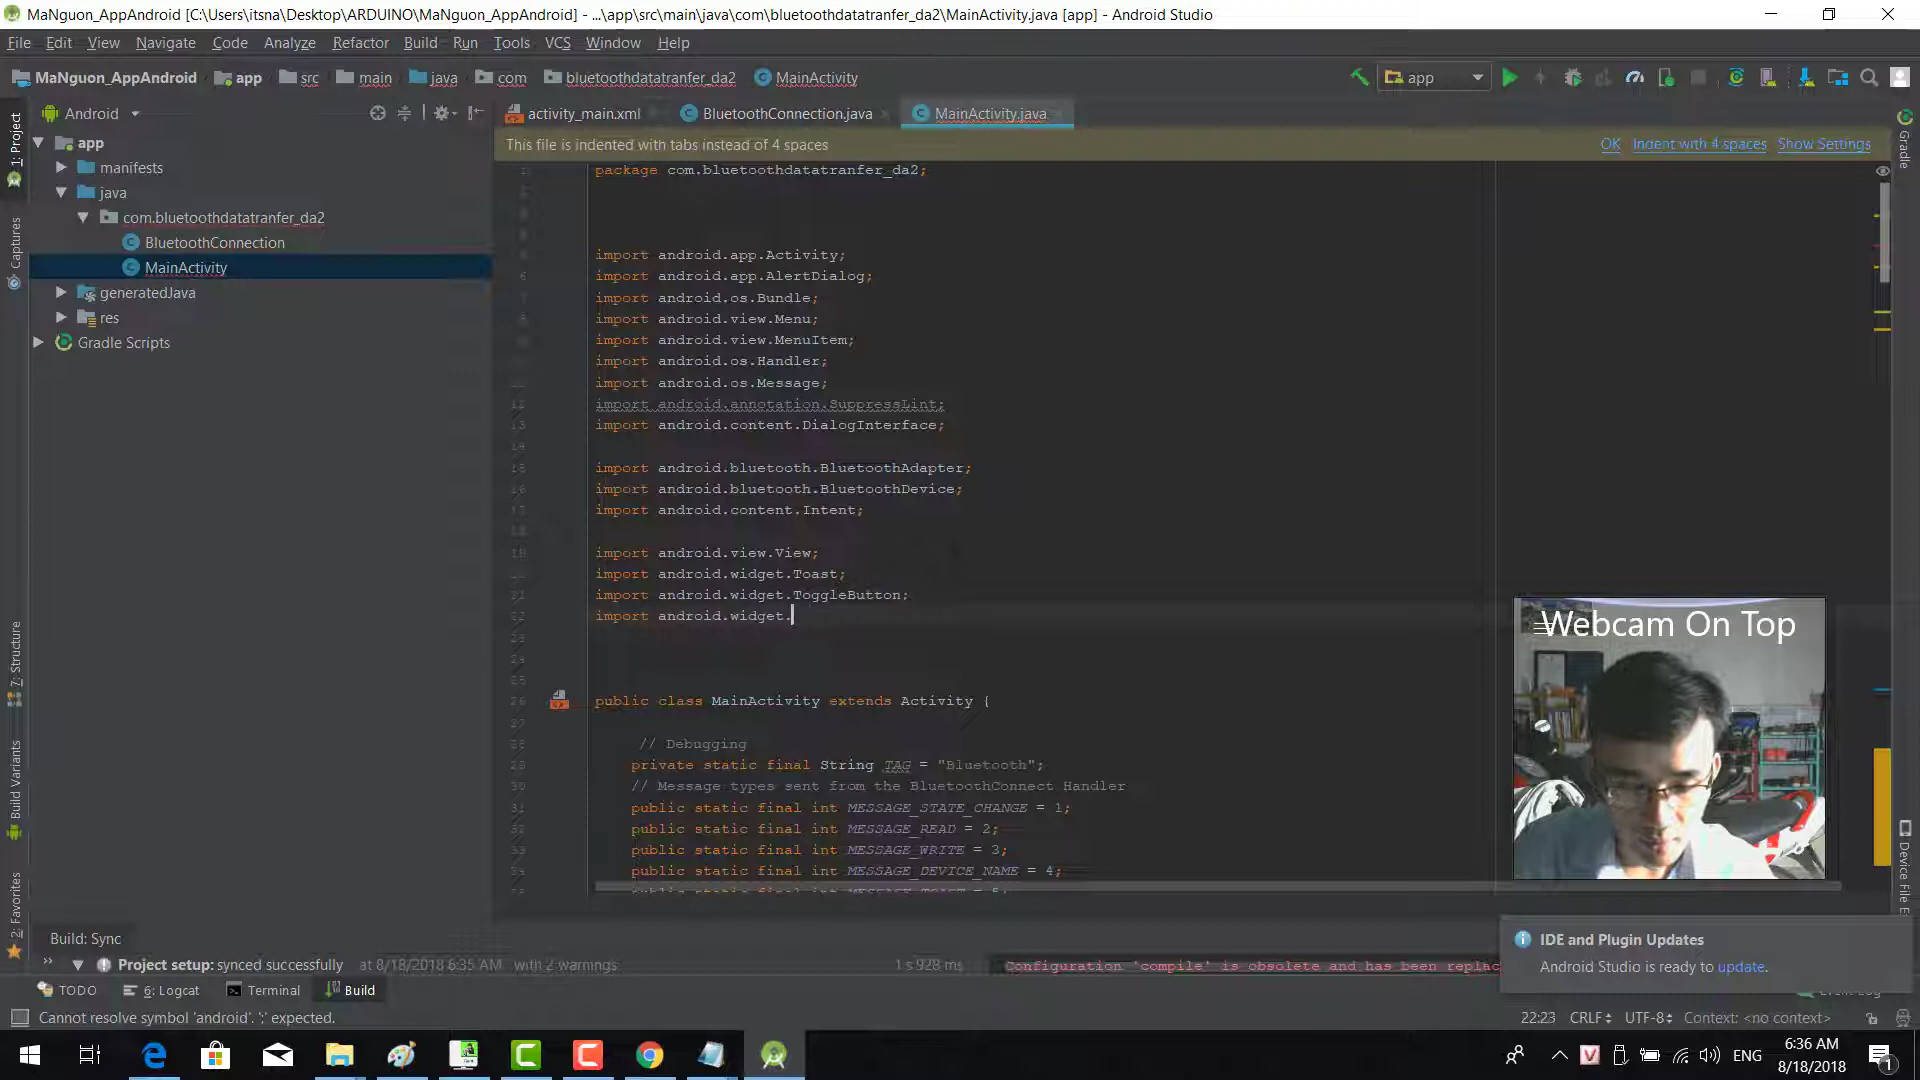 MaNguon_AppAndroid [C:\Users\itsna\Desktop\ARDUINO\MaNguon_AppAndroid] - ...\app\src\main\java\com\bluetoothdatatranfer_da2\MainActivity.java [app] - Android Studio
File Edit View Navigate Code Analyze Refactor Build Run Tools VCS Window Help
MaNguon_AppAndroid app src main java com bluetoothdatatranfer_da2 MainActivity app
Android activity_main.xml BluetoothConnection.java MainActivity.java
This file is indented with tabs instead of 4 spaces OK Indent with 4 spaces Show Settings
1: Project
Captures
7: Structure
Build Variants
2: Favorites
Gradle
Device File E
app
manifests
java
com.bluetoothdatatranfer_da2
BluetoothConnection
MainActivity
generatedJava
res
Gradle Scripts
package com.bluetoothdatatranfer_da2;
import android.app.Activity;
import android.app.AlertDialog;
import android.os.Bundle;
import android.view.Menu;
import android.view.MenuItem;
import android.os.Handler;
import android.os.Message;
import android.annotation.SuppressLint;
import android.content.DialogInterface;
import android.bluetooth.BluetoothAdapter;
import android.bluetooth.BluetoothDevice;
import android.content.Intent;
import android.view.View;
import android.widget.Toast;
import android.widget.ToggleButton;
import android.widget.
public class MainActivity extends Activity {
// Debugging
private static final String TAG = "Bluetooth";
// Message types sent from the BluetoothConnect Handler
public static final int MESSAGE_STATE_CHANGE = 1;
public static final int MESSAGE_READ = 2;
public static final int MESSAGE_WRITE = 3;
public static final int MESSAGE_DEVICE_NAME = 4;
Webcam On Top
Build: Sync
Project setup: synced successfully at 8/18/2018 6:35 AM with 2 warnings 1 s 928 ms Configuration 'compile' is obsolete and has been replac
IDE and Plugin Updates
Android Studio is ready to update.
TODO 6: Logcat Terminal Build
Cannot resolve symbol 'android'. ';' expected. 22:23 CRLF UTF-8 Context: <no context>
ENG 6:36 AM
8/18/2018
1